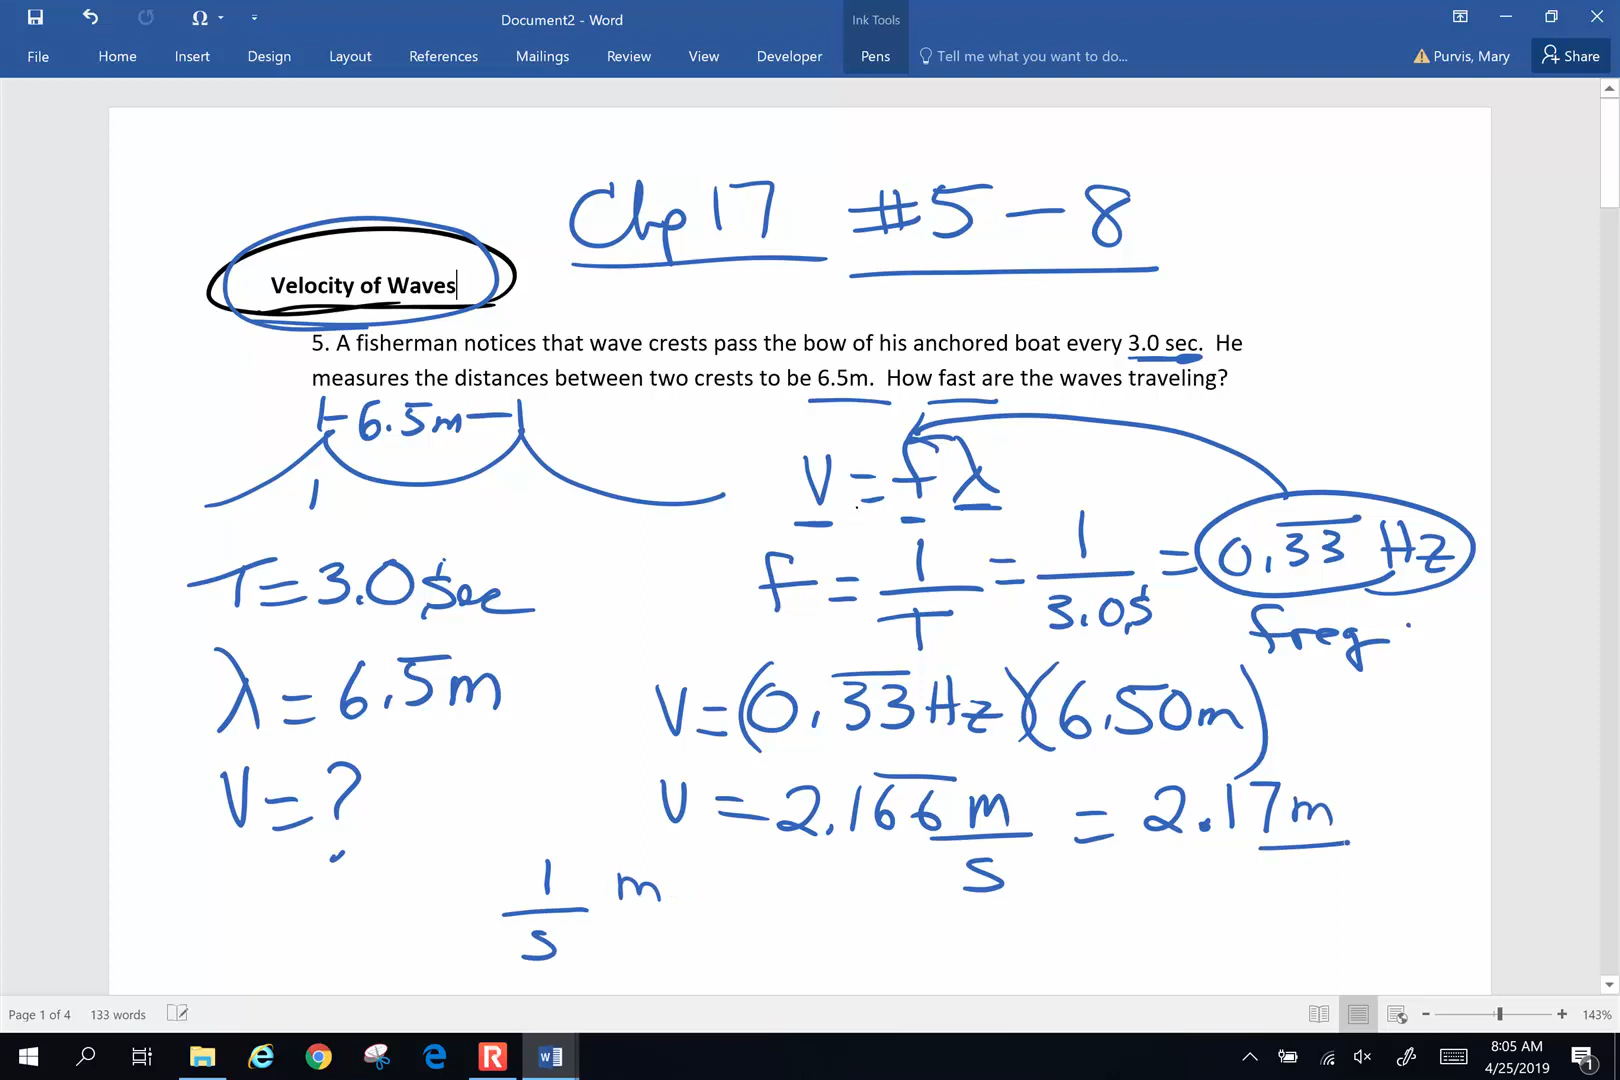 Document2 - Word
Ink Tools
File Home Insert Design Layout References Mailings Review View Developer Pens Tell me what you want to do... Purvis, Mary Share
Chp 17 #5-8
Velocity of Waves
5. A fisherman notices that wave crests pass the bow of his anchored boat every 3.0 sec. He
measures the distances between two crests to be 6.5m. How fast are the waves traveling?
6.5m
V = f λ
T = 3.0 sec
f = 1/T = 1/3.0s = 0.33 Hz
freq.
λ = 6.5m
V = (0.33 Hz)(6.50m)
V = ?
V = 2.166 m/s = 2.17 m
1/s m
Page 1 of 4 133 words 143%
8:05 AM
4/25/2019
1